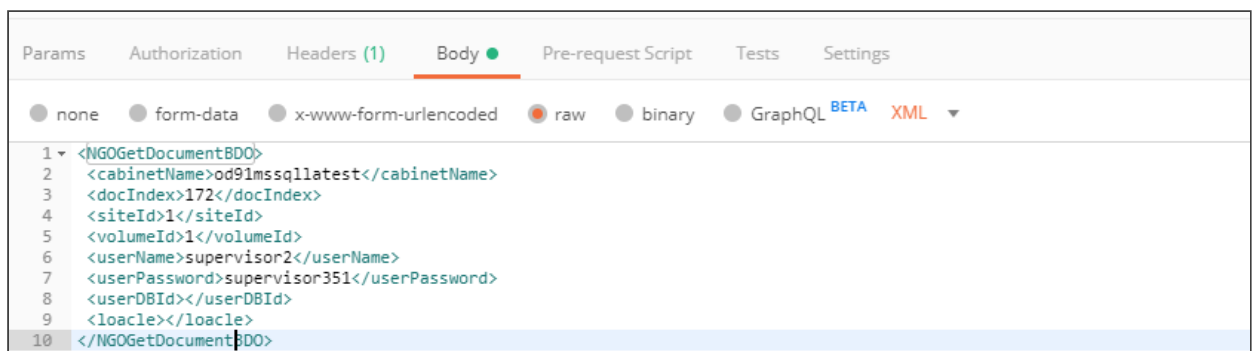 Params Authorization Headers (1) Body Pre-request Script Tests Settings
none form-data x-www-form-urlencoded raw binary GraphQL BETA XML
1 <NGOGetDocumentBDO>
2 <cabinetName>od91mssqllatest</cabinetName>
3 <docIndex>172</docIndex>
4 <siteId>1</siteId>
5 <volumeId>1</volumeId>
6 <userName>supervisor2</userName>
7 <userPassword>supervisor351</userPassword>
8 <userDBId></userDBId>
9 <loacle></loacle>
10 </NGOGetDocumentBDO>